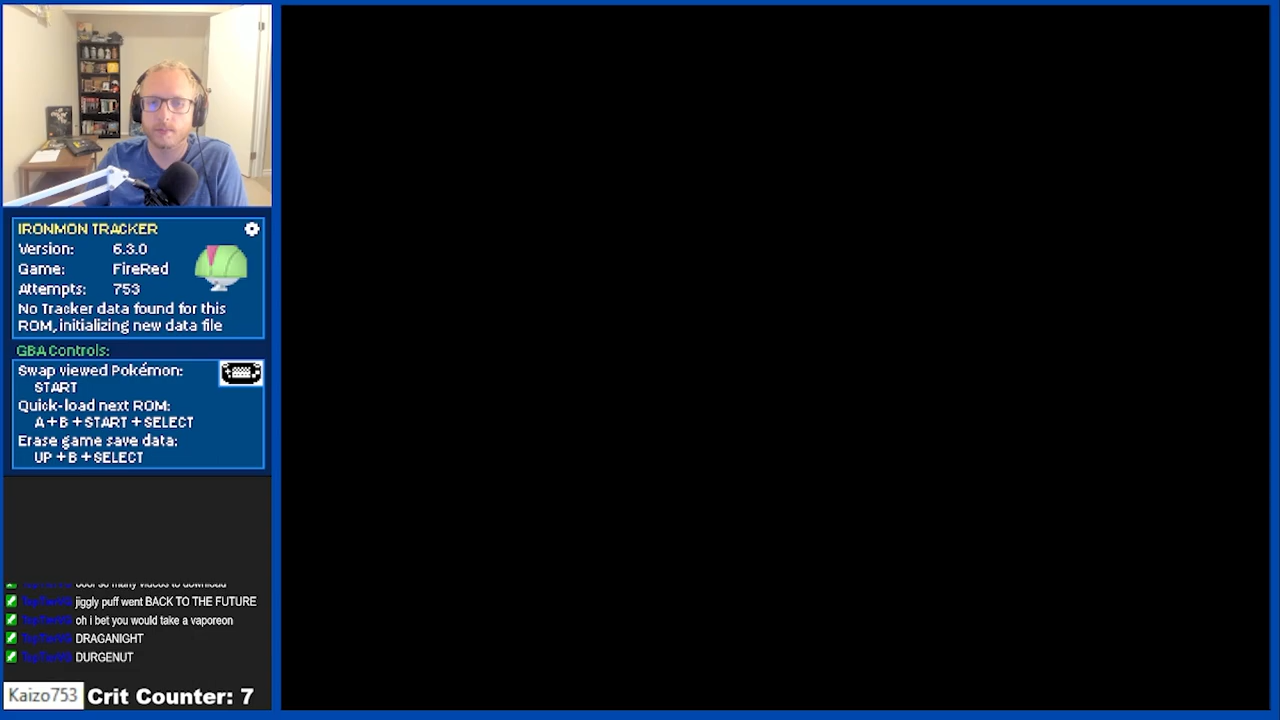 IRONMON TRACKER
Version: 6.3.0
Game: FireRed
Attempts: 753
No Tracker data found for this
ROM, initializing new data file
GBA Controls:
Swap viewed Pokémon:
START
Quick-load next ROM:
A + B + START + SELECT
Erase game save data:
UP + B + SELECT
jiggly puff went BACK TO THE FUTURE
oh i bet you would take a vaporeon
DRAGANIGHT
DURGENUT
Kaizo753 Crit Counter: 7